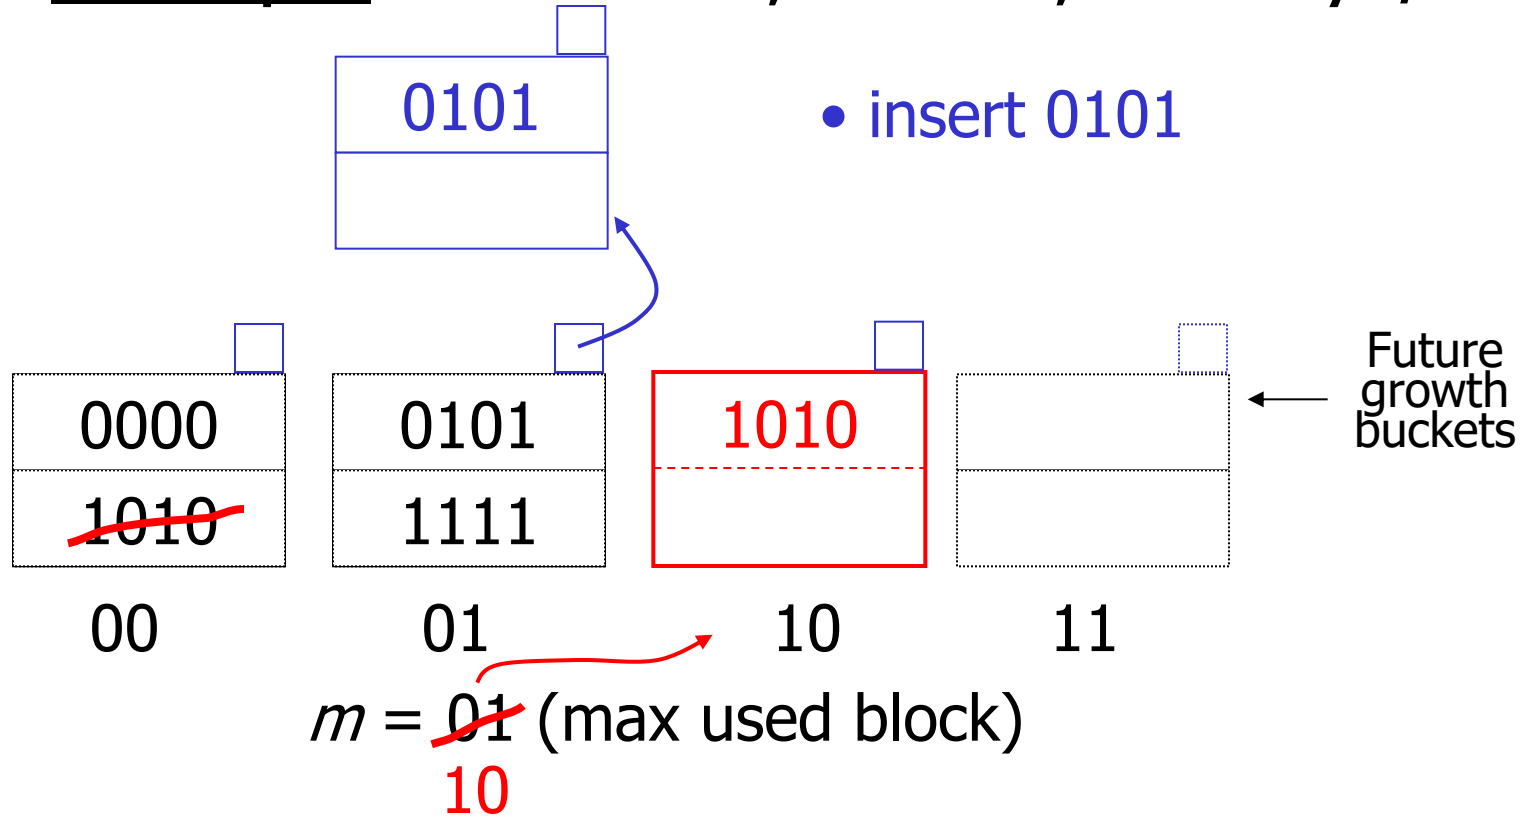 0101
• insert 0101
Future
growth
buckets
0000
0101
1010
1010
1111
00
01
10
11
m = 01 (max used block)
10